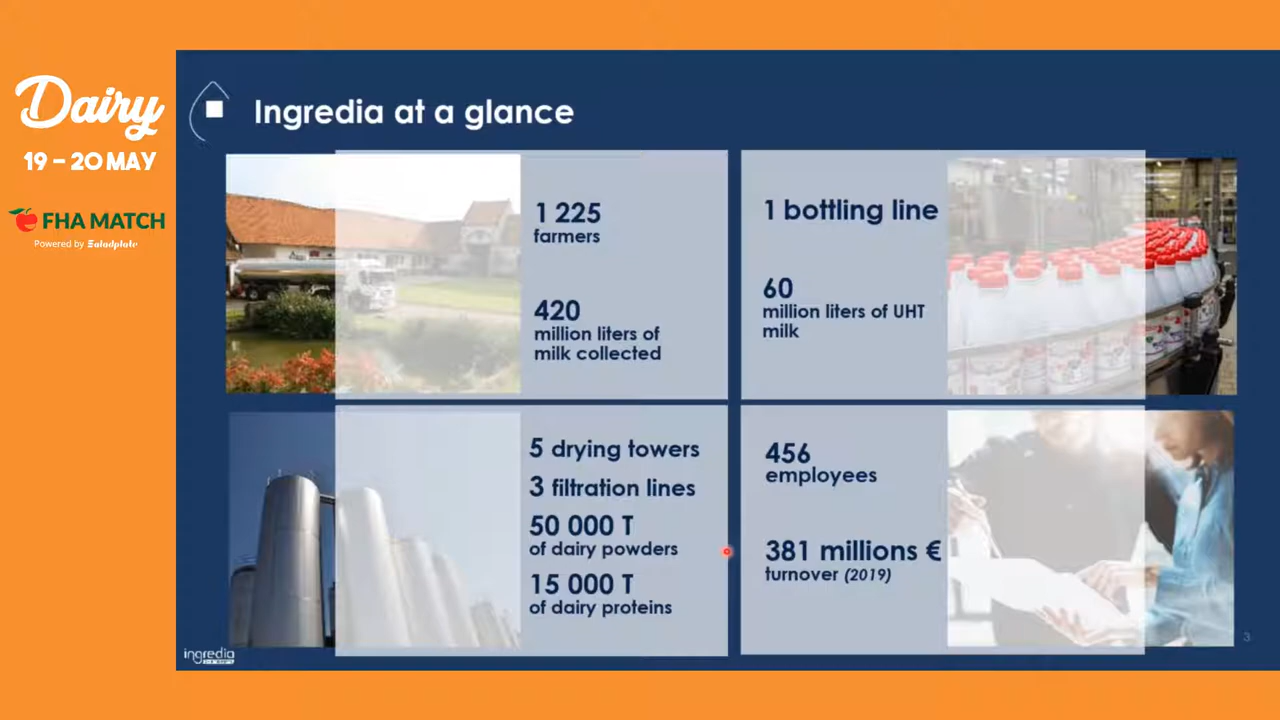 Dairy
19 – 20 MAY
FHA MATCH
Powered by Saladplate
Ingredia at a glance
1 225
farmers
420
million liters of
milk collected
1 bottling line
60
million liters of UHT
milk
5 drying towers
3 filtration lines
50 000 T
of dairy powders
15 000 T
of dairy proteins
456
employees
381 millions €
turnover (2019)
ingredia
3